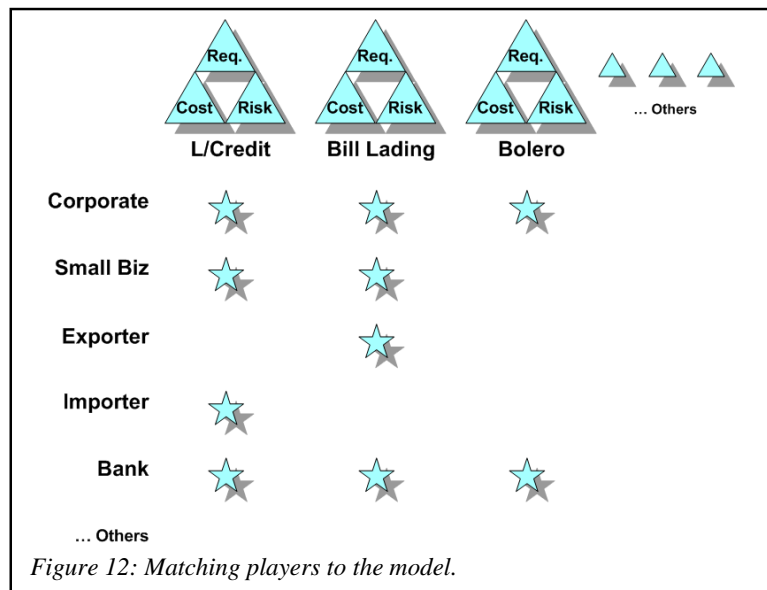 Req. Req. Req.
Cost Risk Cost Risk Cost Risk
... Others
L/Credit Bill Lading Bolero
Corporate
Small Biz
Exporter
Importer
Bank
... Others
Figure 12: Matching players to the model.